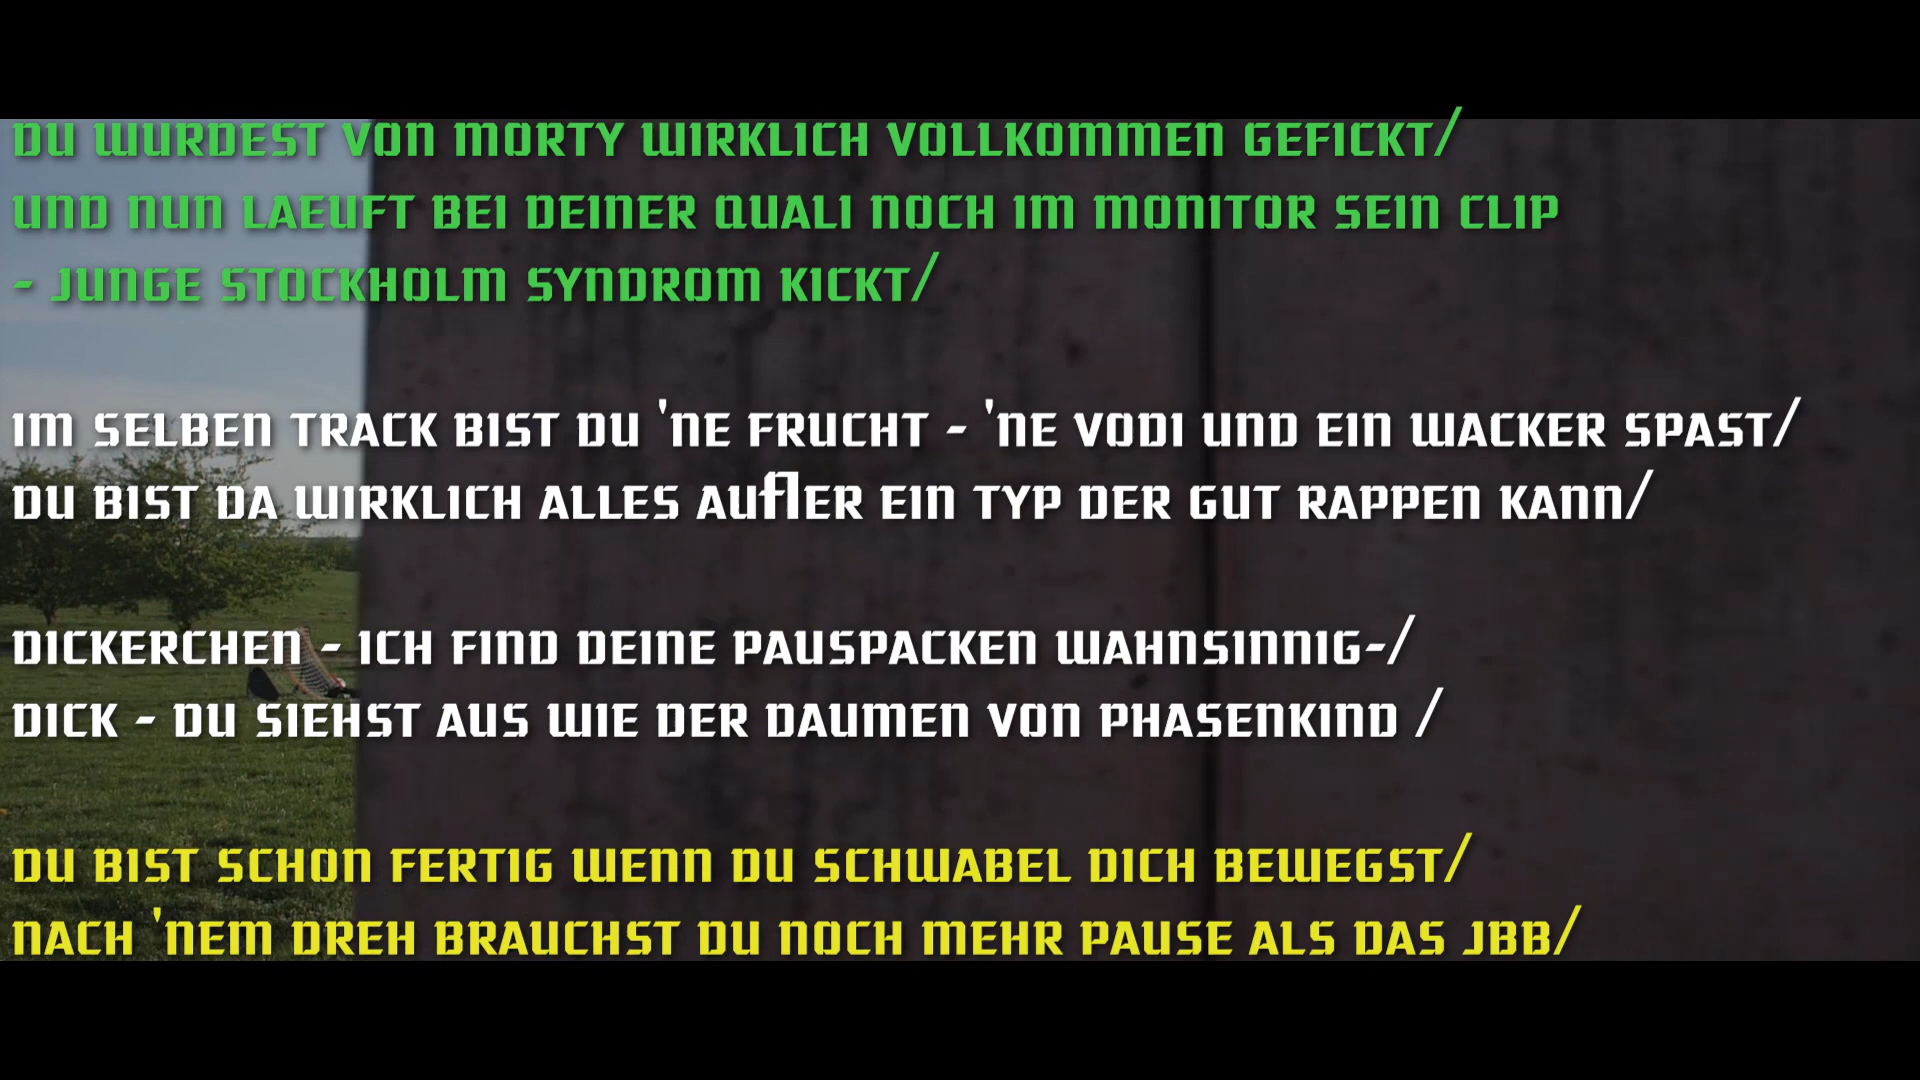 DU WURDEST VON MORTY WIRKLICH VOLLKOMMEN GEFICKT/
UND NUN LAEUFT BEI DEINER QUALI NOCH IM MONITOR SEIN CLIP
- JUNGE STOCKHOLM SYNDROM KICKT/
IM SELBEN TRACK BIST DU 'NE FRUCHT - 'NE VODI UND EIN WACKER SPAST/
DU BIST DA WIRKLICH ALLES AUflER EIN TYP DER GUT RAPPEN KANN/
DICKERCHEN - ICH FIND DEINE PAUSPACKEN WAHNSINNIG-/
DICK - DU SIEHST AUS WIE DER DAUMEN VON PHASENKIND /
DU BIST SCHON FERTIG WENN DU SCHWABEL DICH BEWEGST/
NACH 'NEM DREH BRAUCHST DU NOCH MEHR PAUSE ALS DAS JBB/